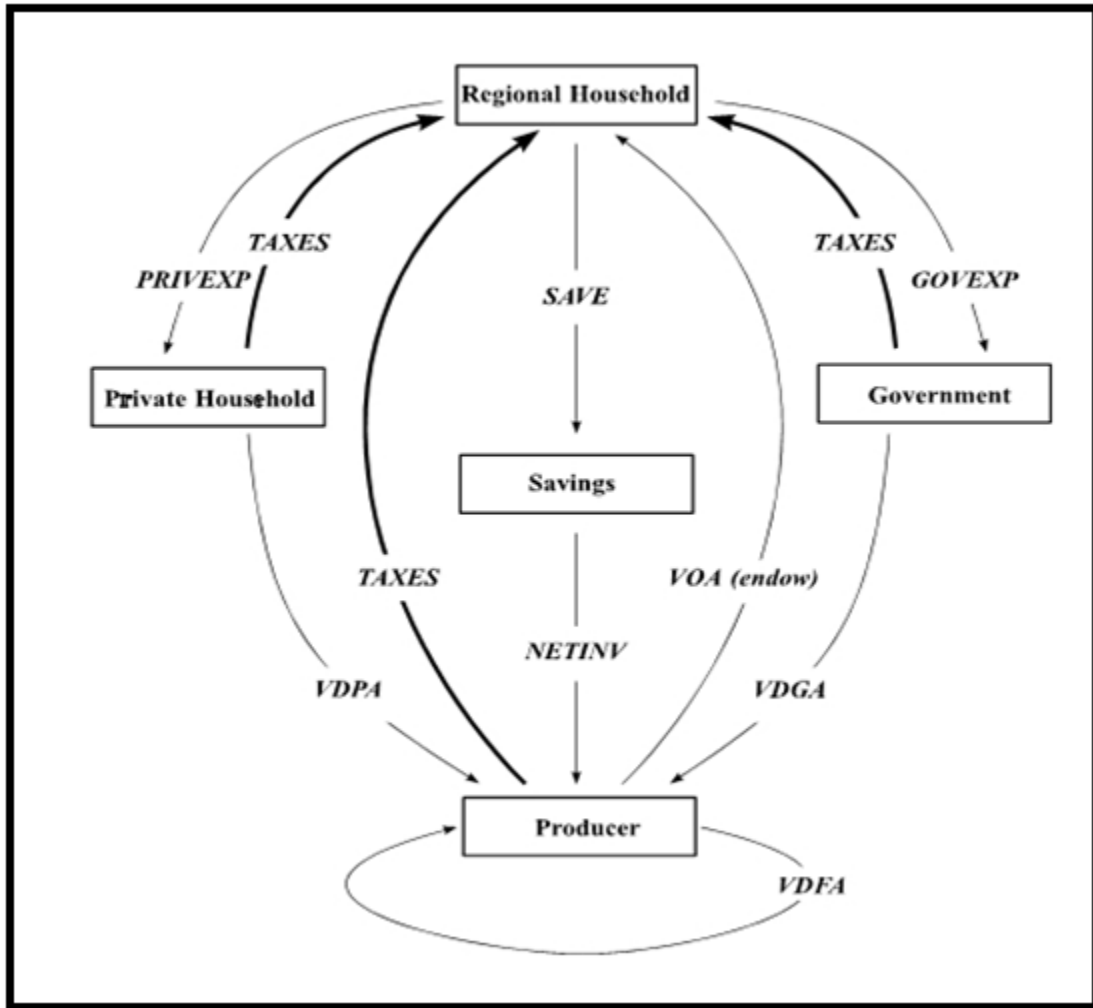 Regional Household
TAXES
TAXES
PRIVEXP
SAVE
GOVEXP
Private Household
Government
Savings
TAXES
VOA (endow)
NETINV
VDPA
VDGA
Producer
VDFA